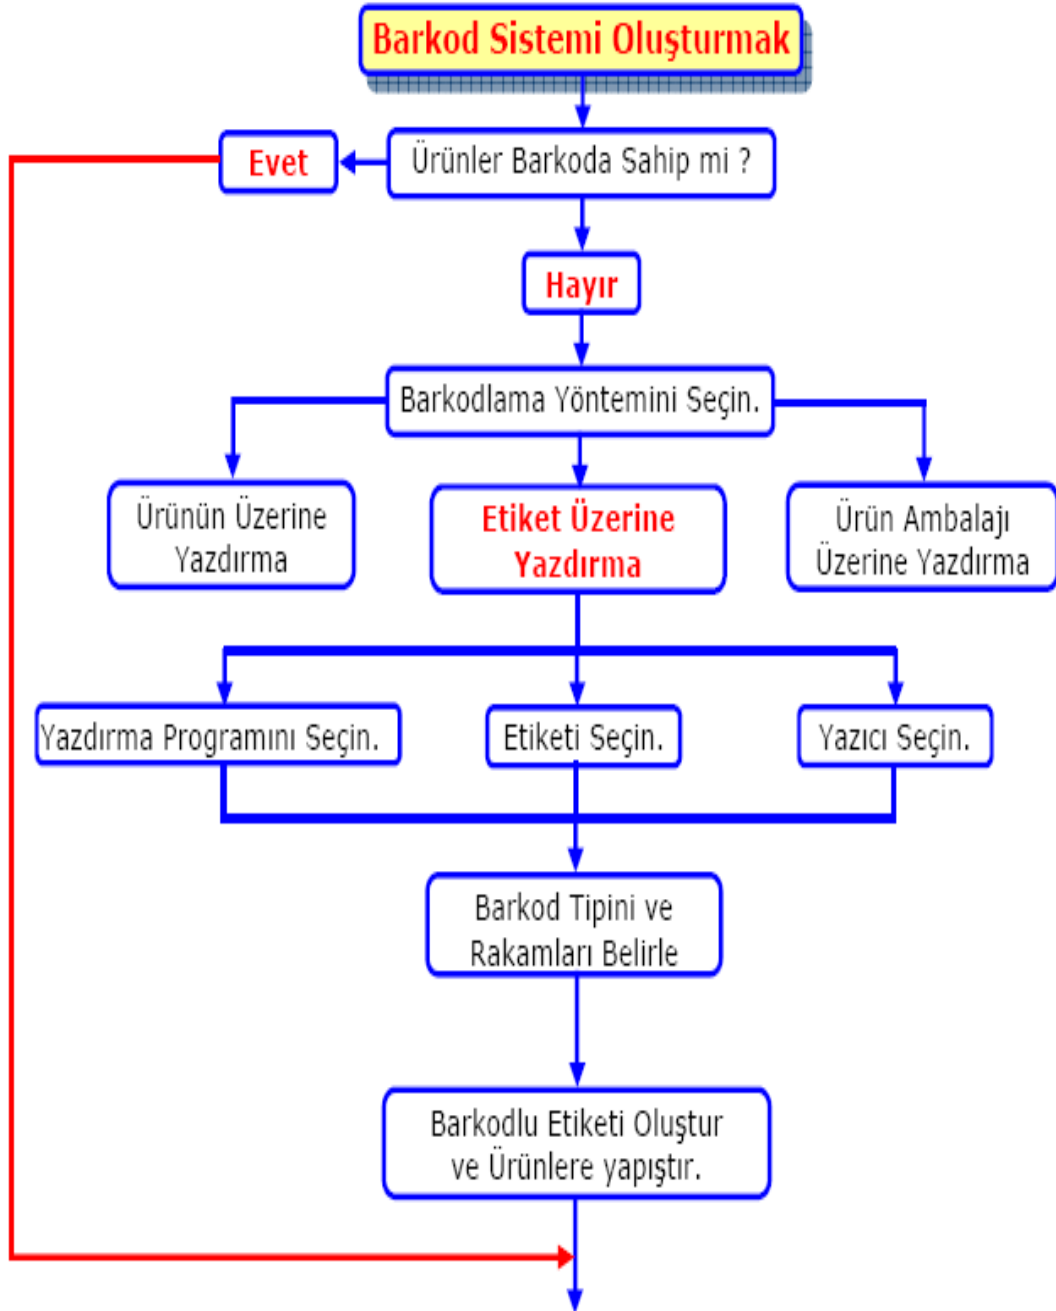 Barkod Sistemi Oluşturmak
Evet
Ürünler Barkoda Sahip mi ?
Hayır
Barkodlama Yöntemini Seçin.
Ürünün Üzerine
Yazdırma
Etiket Üzerine
Yazdırma
Ürün Ambalajı
Üzerine Yazdırma
Yazdırma Programını Seçin.
Etiketi Seçin.
Yazıcı Seçin.
Barkod Tipini ve
Rakamları Belirle
Barkodlu Etiketi Oluştur
ve Ürünlere yapıştır.